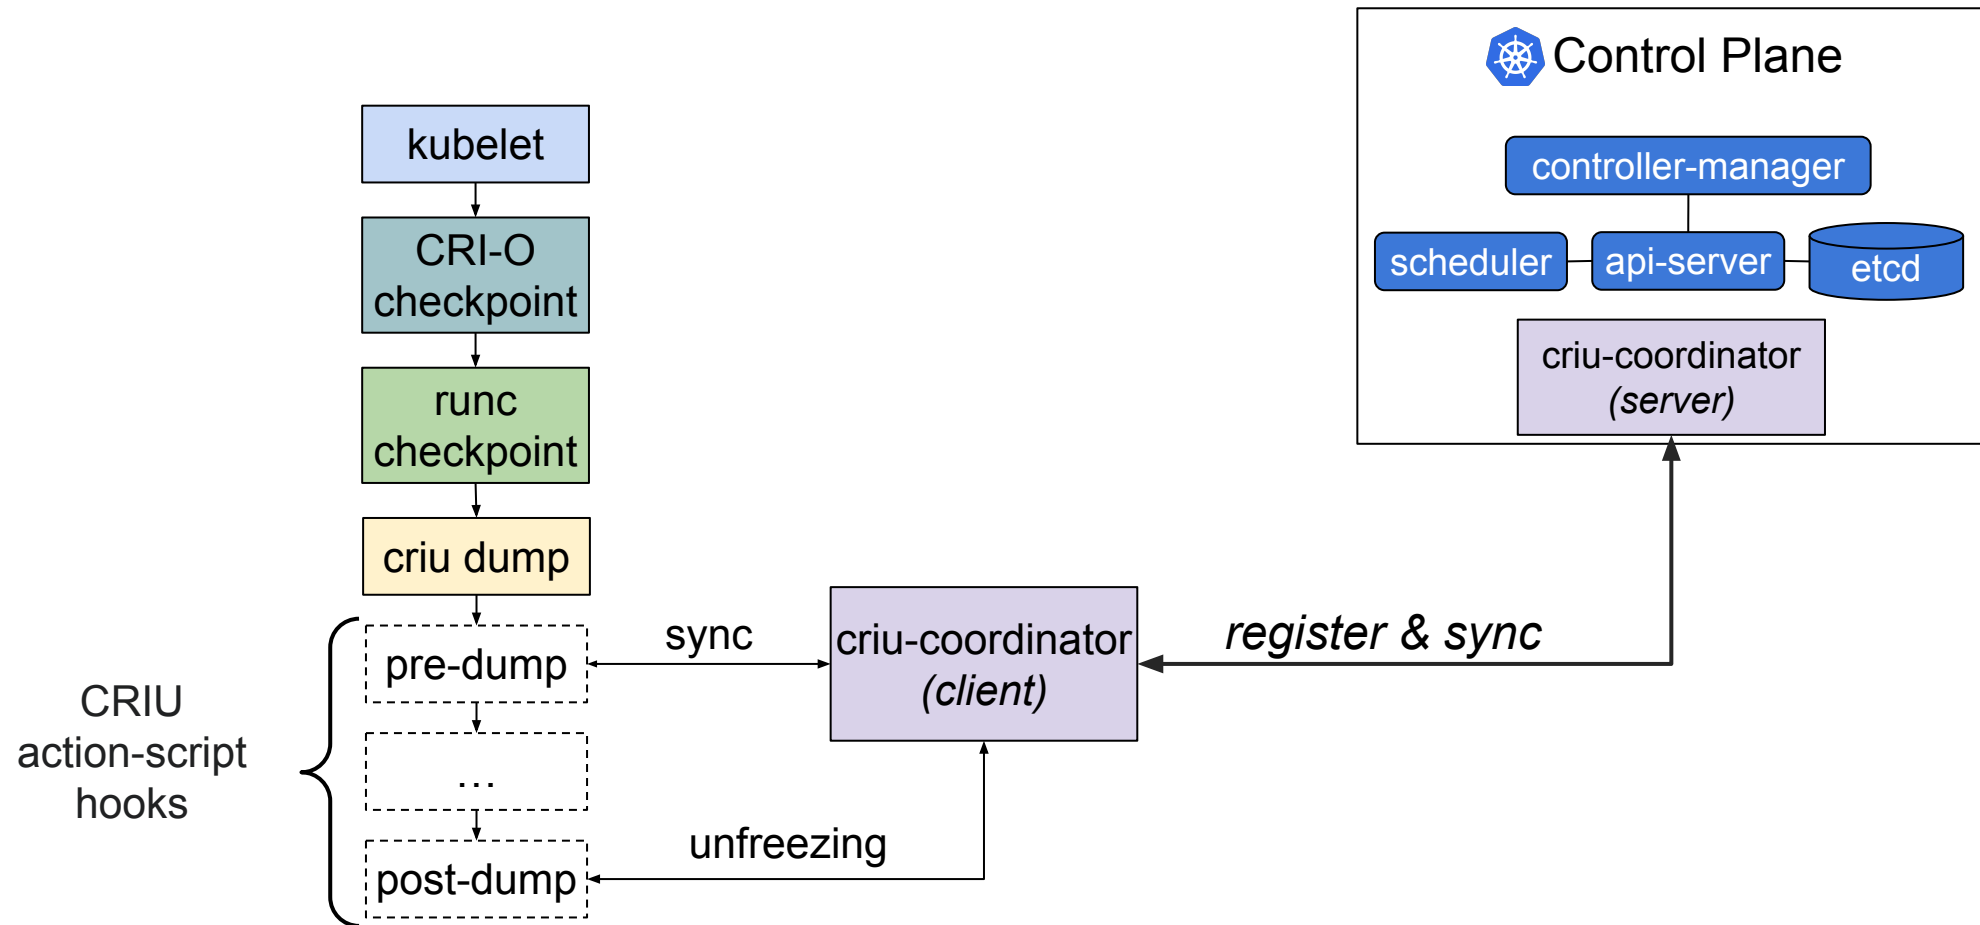 Control Plane
controller-manager
scheduler
api-server
etcd
criu-coordinator
(server)
kubelet
CRI-O
checkpoint
runc
checkpoint
criu dump
pre-dump
...
post-dump
CRIU
action-script
hooks
sync
unfreezing
criu-coordinator
(client)
register & sync